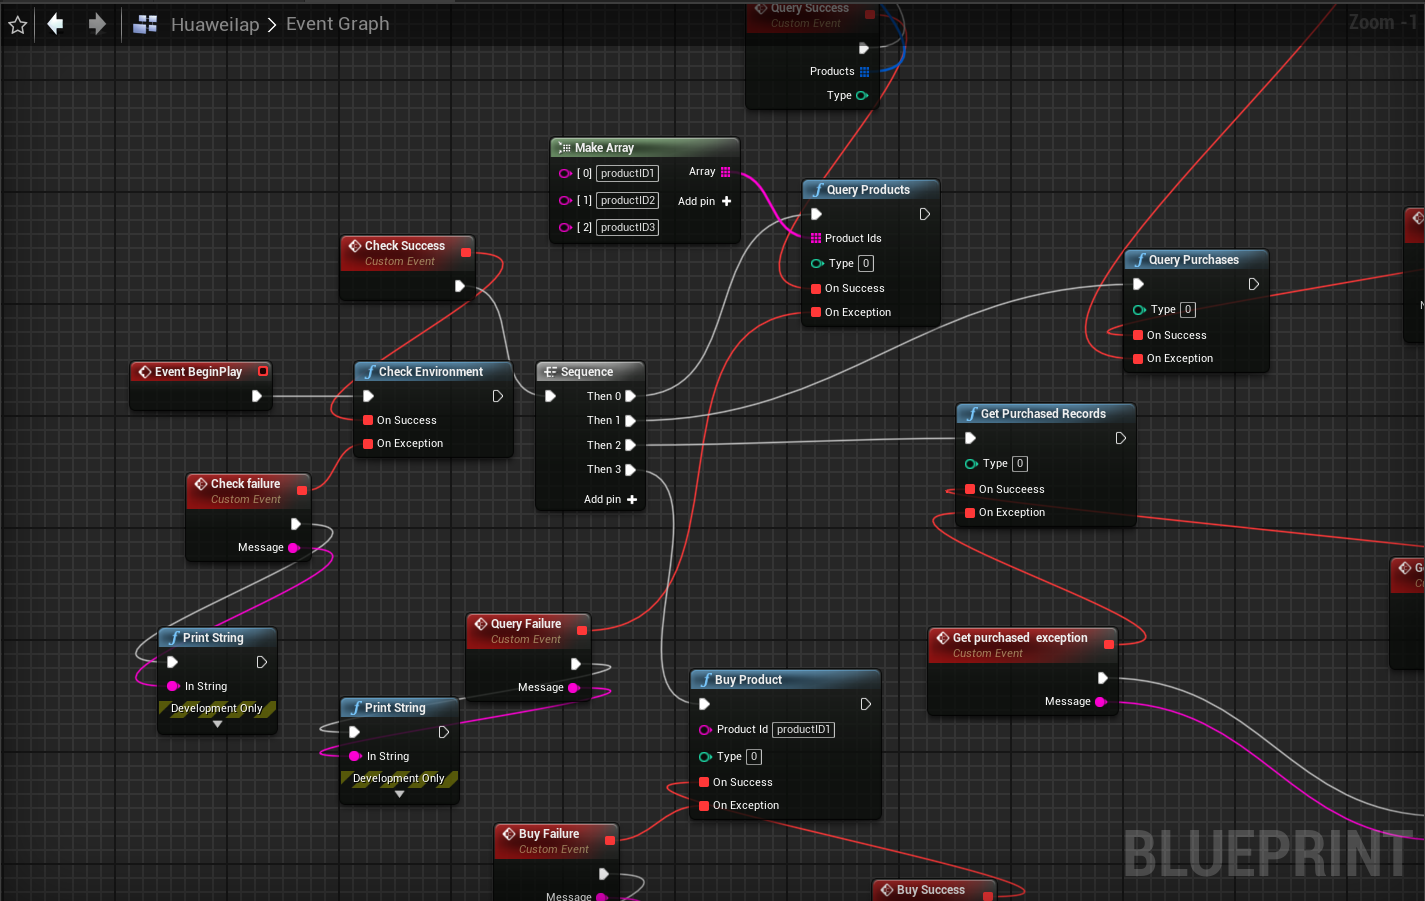 Huaweilap > Event Graph
Zoom -1
Query Success
Custom Event
Products
Type
Make Array
[ 0] productID1
Array
[ 1] productID2
Add pin +
[ 2] productID3
Query Products
Product Ids
Type 0
On Success
On Exception
Check Success
Custom Event
Query Purchases
Type 0
On Success
On Exception
Event BeginPlay
Check Environment
On Success
On Exception
Sequence
Then 0
Then 1
Then 2
Then 3
Add pin +
Get Purchased Records
Type 0
On Succeess
On Exception
Check failure
Custom Event
Message
Print String
In String
Development Only
Query Failure
Custom Event
Message
Print String
In String
Development Only
Get purchased exception
Custom Event
Message
Buy Product
Product Id productID1
Type 0
On Success
On Exception
Buy Failure
Custom Event
Message
Buy Success
BLUEPRINT